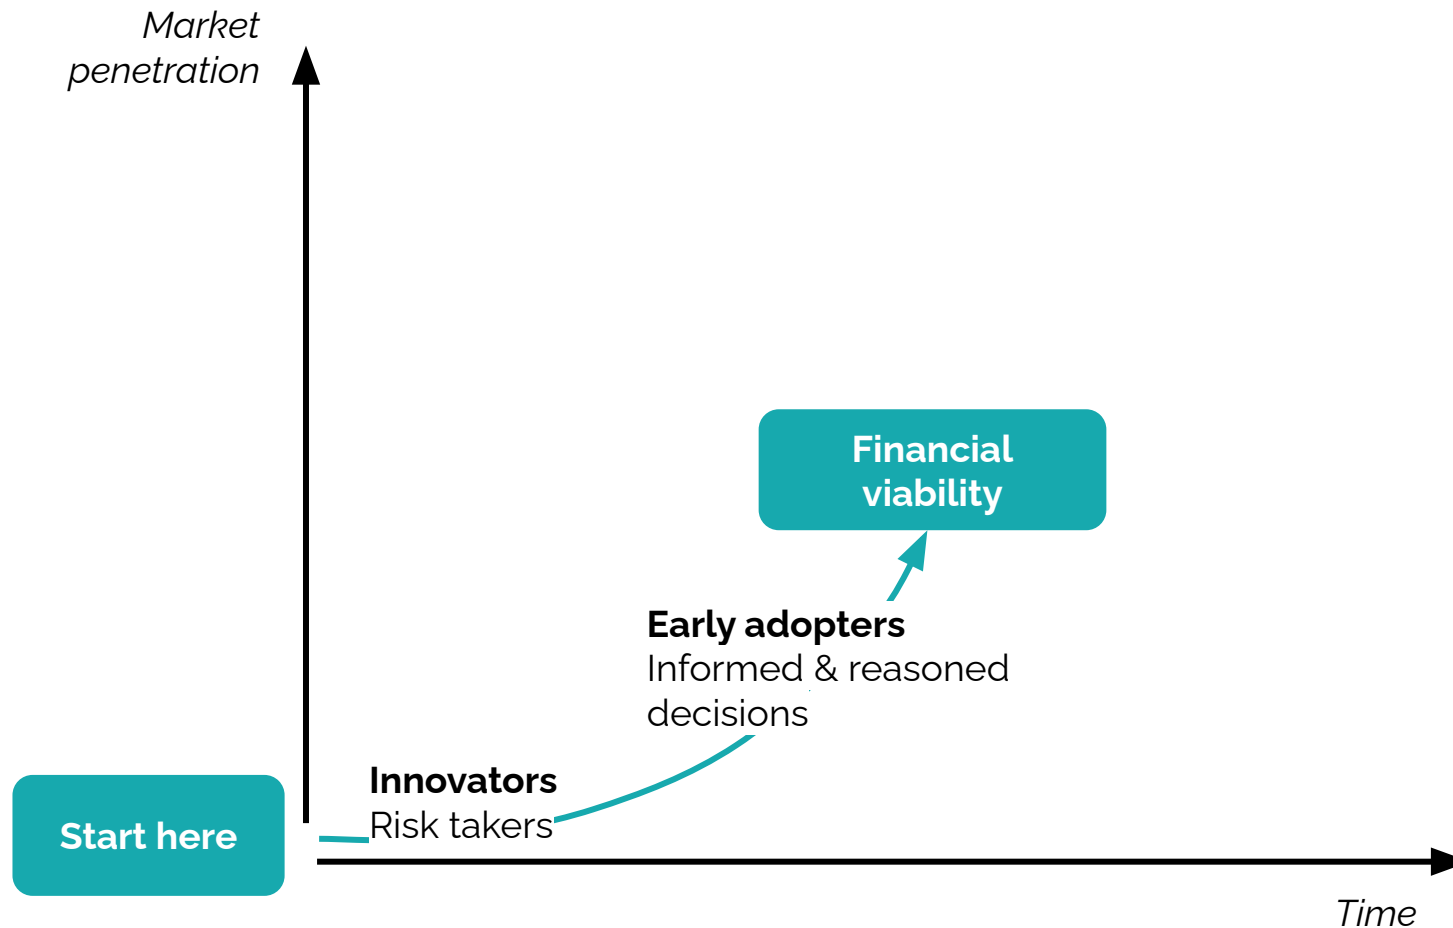 Market
penetration
Financial
viability
Early adopters
Informed & reasoned
decisions
Innovators
Risk takers
Start here
Time